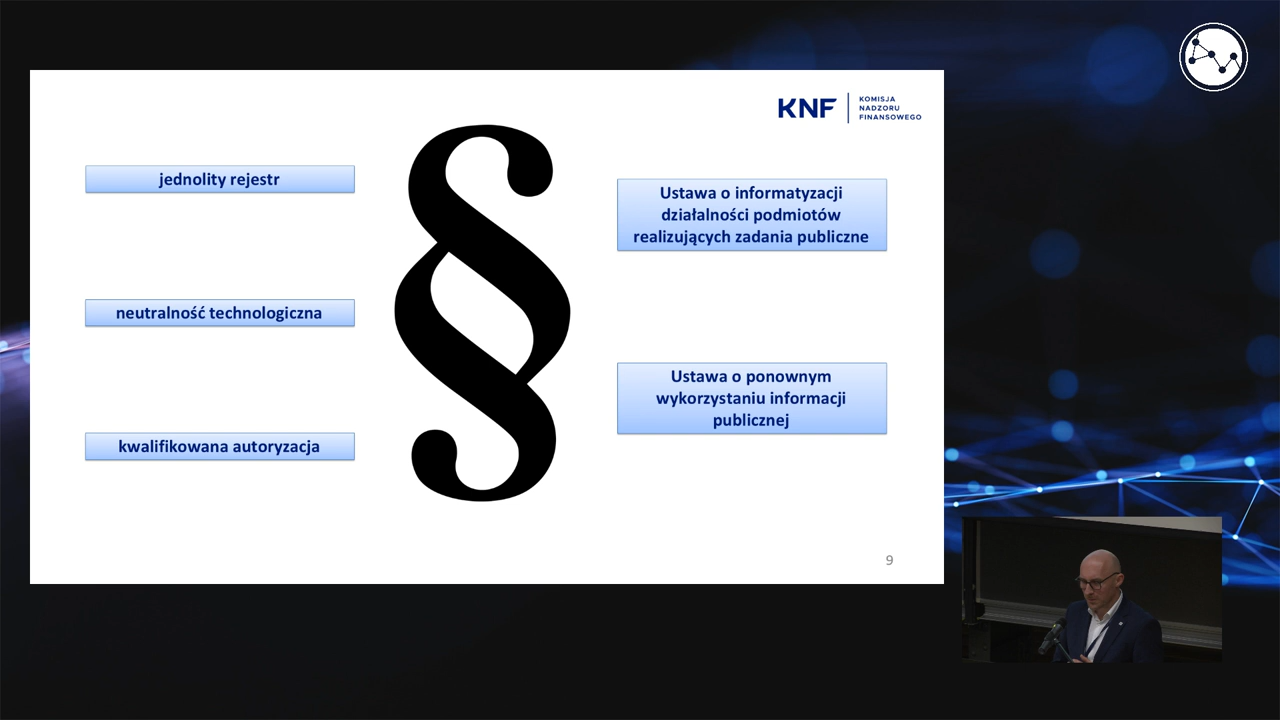 KNF
KOMISJA
NADZORU
FINANSOWEGO
jednolity rejestr
neutralność technologiczna
kwalifikowana autoryzacja
§
Ustawa o informatyzacji
działalności podmiotów
realizujących zadania publiczne
Ustawa o ponownym
wykorzystaniu informacji
publicznej
9